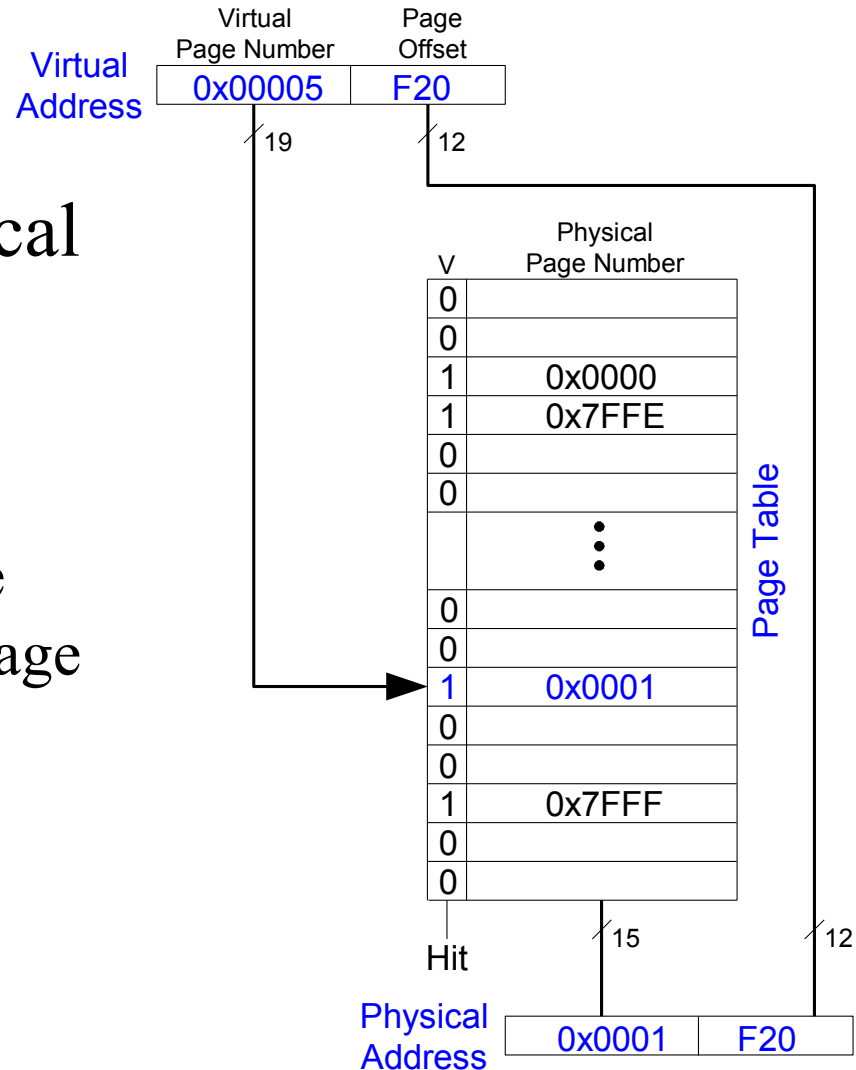 Virtual
Page Number
Page
Offset
Virtual
Address
0x00005
F20
19
12
cal
V
Physical
Page Number
0
0
1 0x0000
1 0x7FFE
0
0
e
age
0
0
1 0x0001
0
0
1 0x7FFF
0
0
Page Table
Hit
15
12
Physical
Address
0x0001
F20